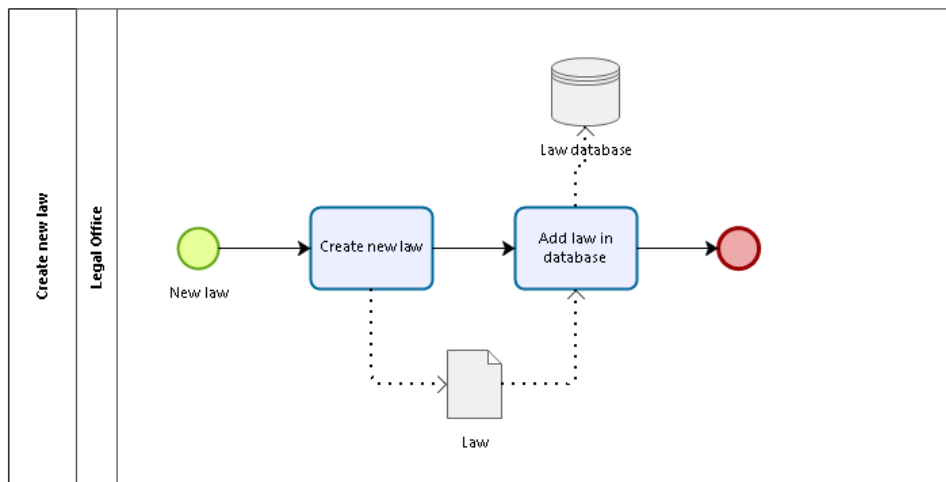 Create new law
Legal Office
Law database
Create new law
Add law in
database
New law
Law